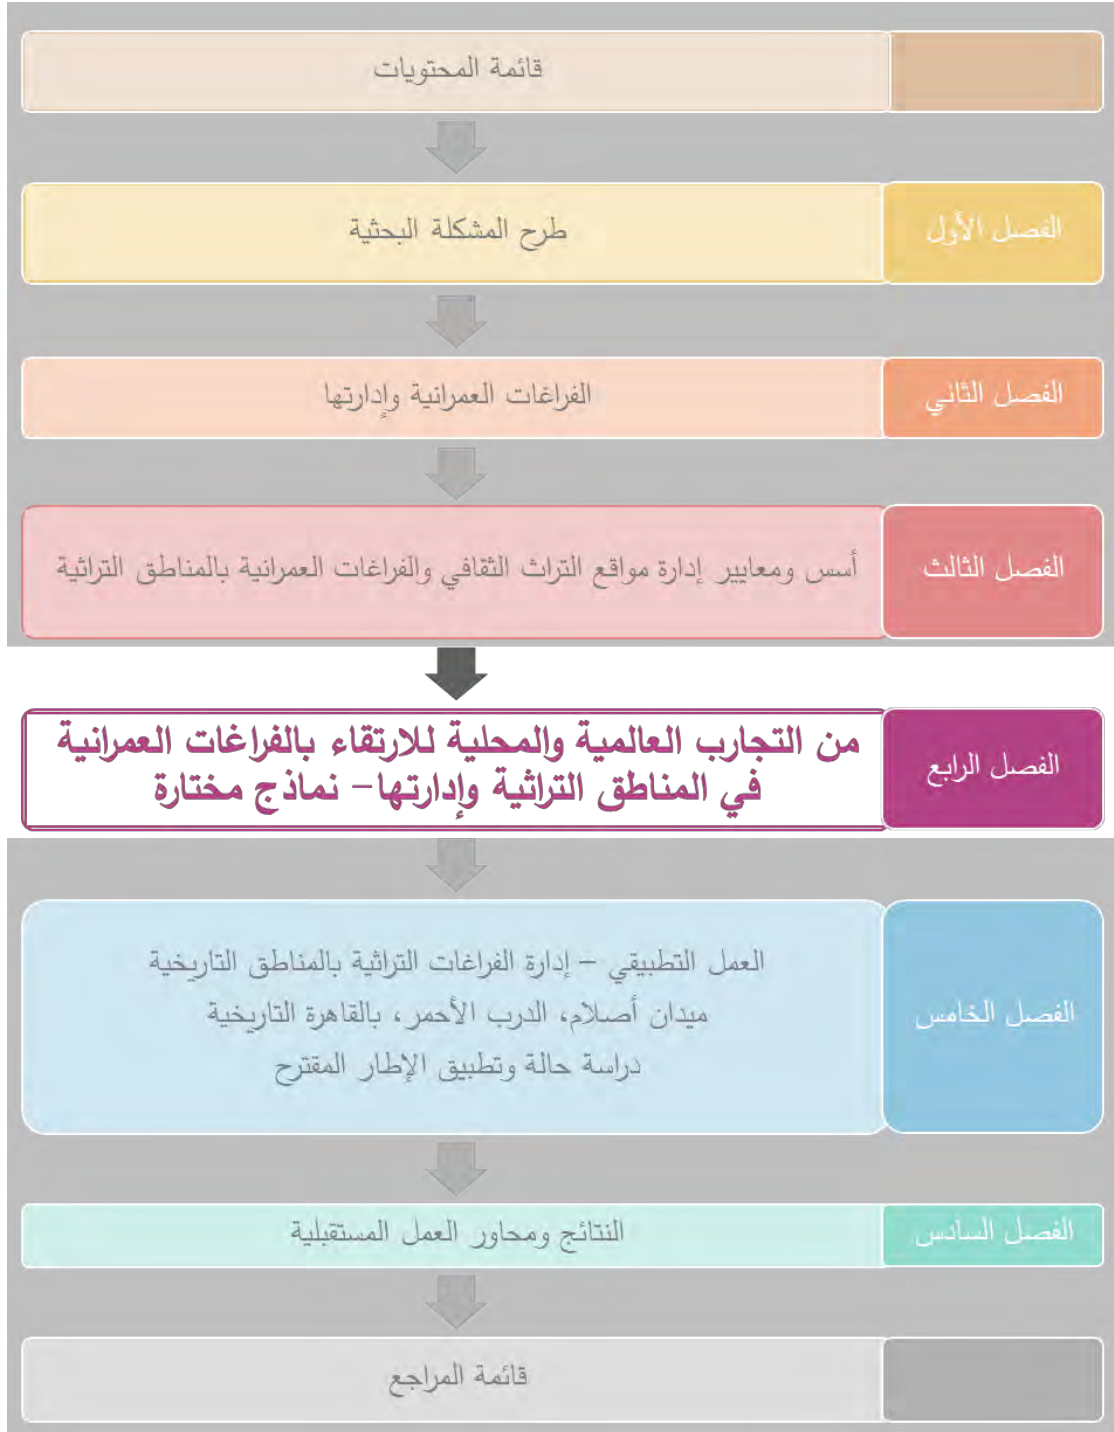 قائمة المحتويات
الفصل الأول
طرح المشكلة البحثية
الفصل الثاني
الفراغات العمرانية وإدارتها
الفصل الثالث
أسس ومعايير إدارة مواقع التراث الثقافي والفراغات العمرانية بالمناطق التراثية
الفصل الرابع
من التجارب العالمية والمحلية للارتقاء بالفراغات العمرانية
في المناطق التراثية وإدارتها– نماذج مختارة
الفصل الخامس
العمل التطبيقي – إدارة الفراغات التراثية بالمناطق التاريخية
ميدان أصلام، الدرب الأحمر، بالقاهرة التاريخية
دراسة حالة وتطبيق الإطار المقترح
الفصل السادس
النتائج ومحاور العمل المستقبلية
قائمة المراجع